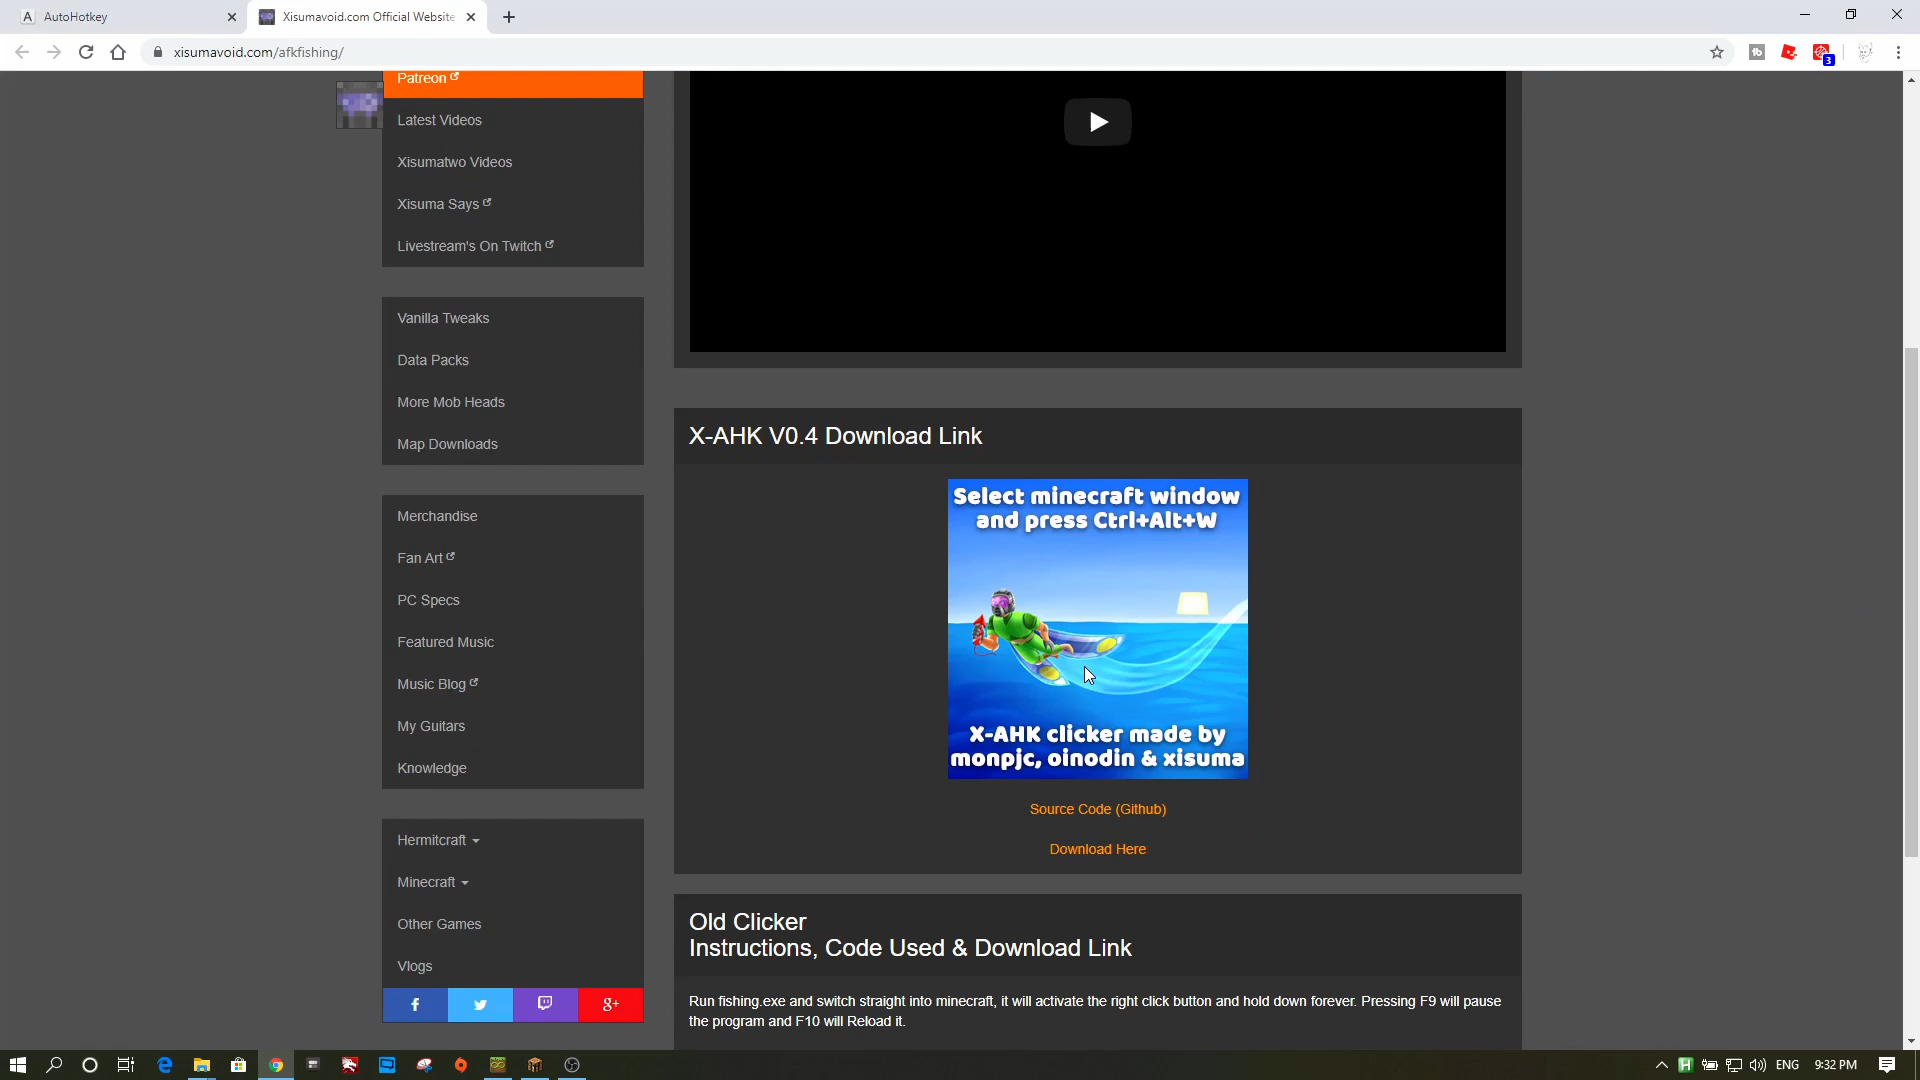 AutoHotkey
Xisumavoid.com Official Website
xisumavoid.com/afkfishing/
3
Patreon
Latest Videos
Xisumatwo Videos
Xisuma Says
Livestream's On Twitch
Vanilla Tweaks
Data Packs
More Mob Heads
Map Downloads
Merchandise
Fan Art
PC Specs
Featured Music
Music Blog
My Guitars
Knowledge
Hermitcraft
Minecraft
Other Games
Vlogs
X-AHK V0.4 Download Link
Select minecraft window
and press Ctrl+Alt+W
X-AHK clicker made by
monpjc, oinodin & xisuma
Source Code (Github)
Download Here
Old Clicker
Instructions, Code Used & Download Link
Run fishing.exe and switch straight into minecraft, it will activate the right click button and hold down forever. Pressing F9 will pause
the program and F10 will Reload it.
ENG
9:32 PM